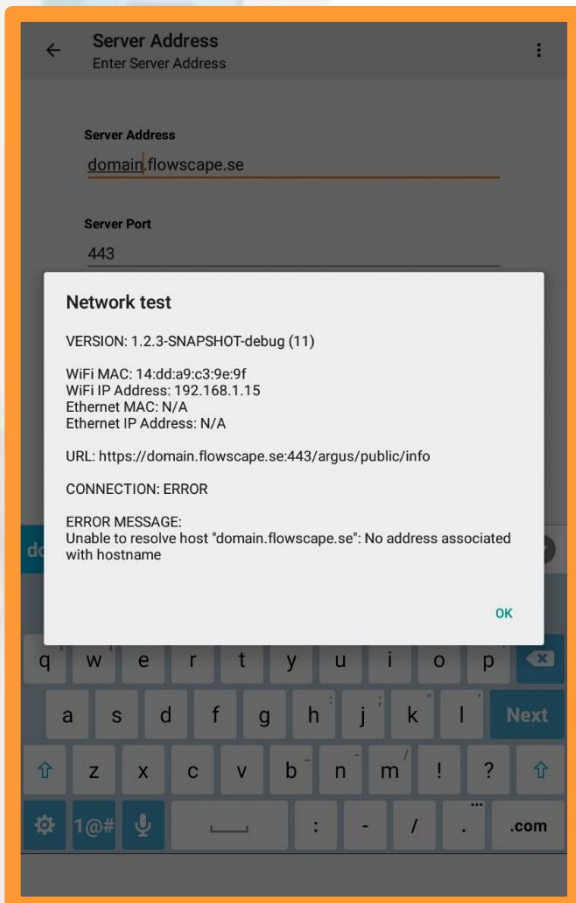 Server Address
Enter Server Address
Server Address
domain.flowscape.se
Server Port
443
Network test
VERSION: 1.2.3-SNAPSHOT-debug (11)
WiFi MAC: 14:dd:a9:c3:9e:9f
WiFi IP Address: 192.168.1.15
Ethernet MAC: N/A
Ethernet IP Address: N/A
URL: https://domain.flowscape.se:443/argus/public/info
CONNECTION: ERROR
ERROR MESSAGE:
Unable to resolve host "domain.flowscape.se": No address associated
with hostname
do
OK
q w e r t y u i o p
a s d f g h j k l Next
z x c v b n m ! ?
1@# : - / . .com